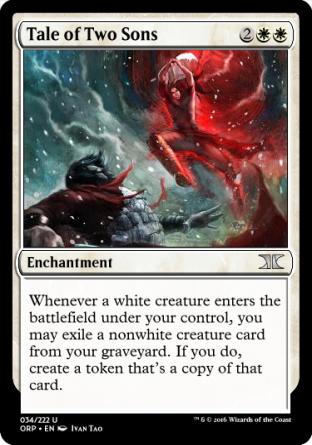 Tale of Two Sons 2
Enchantment
Whenever a white creature enters the
battlefield under your control, you
may exile a nonwhite creature card
from your graveyard. If you do,
create a token that's a copy of that
card.
034/222 U
ORP • EN Ivan Tao
™ & © 2016 Wizards of the Coast